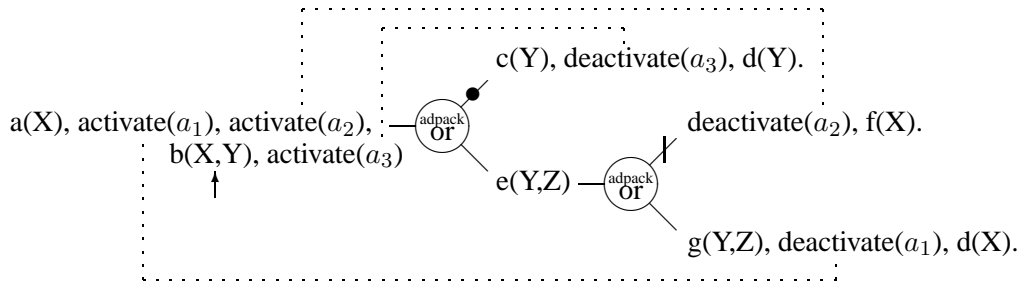 c(Y), deactivate(a₃), d(Y).
a(X), activate(a₁), activate(a₂),
b(X,Y), activate(a₃)
adpack
or
deactivate(a₂), f(X).
e(Y,Z)
adpack
or
g(Y,Z), deactivate(a₁), d(X).